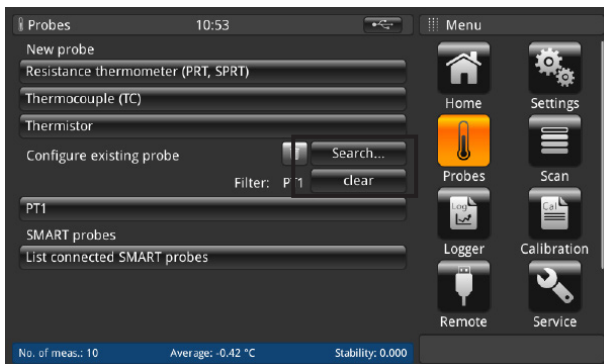 Probes 10:53
New probe
Resistance thermometer (PRT, SPRT)
Thermocouple (TC)
Thermistor
Configure existing probe Search...
Filter: PT1 clear
PT1
SMART probes
List connected SMART probes
No. of meas.: 10 Average: -0.42 °C Stability: 0.000
Menu
Home Settings
Probes Scan
Log Cal
Logger Calibration
Remote Service